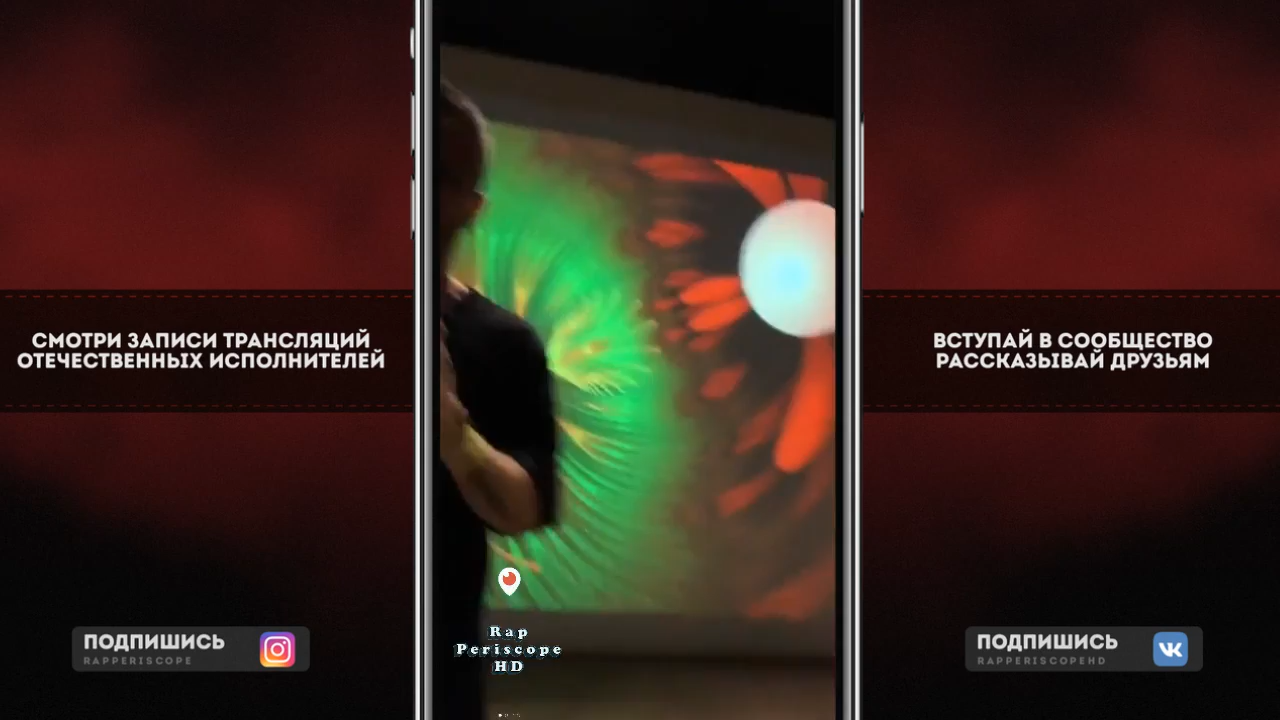 СМОТРИ ЗАПИСИ ТРАНСЛЯЦИЙ
ОТЕЧЕСТВЕННЫХ ИСПОЛНИТЕЛЕЙ
ПОДПИШИСЬ
RAPPERISCOPE
Rap
Periscope
HD
ВСТУПАЙ В СООБЩЕСТВО
РАССКАЗЫВАЙ ДРУЗЬЯМ
ПОДПИШИСЬ
RAPPERISCOPEHD